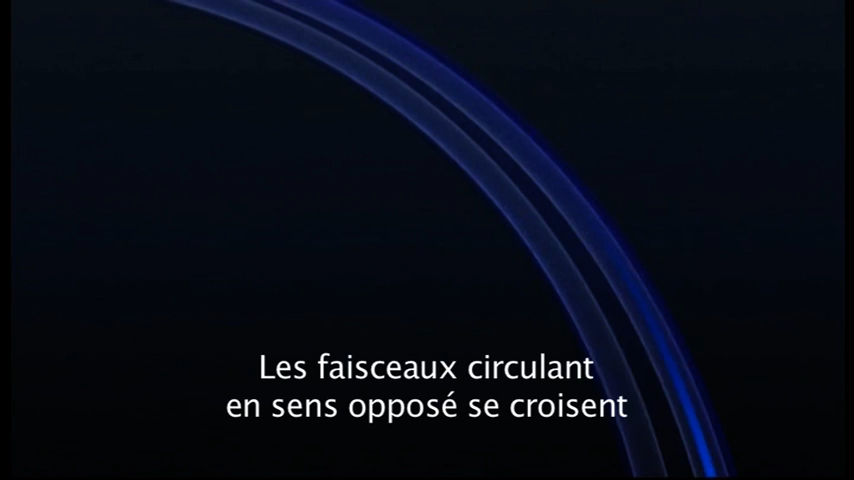 Les faisceaux circulant
en sens opposé se croisent